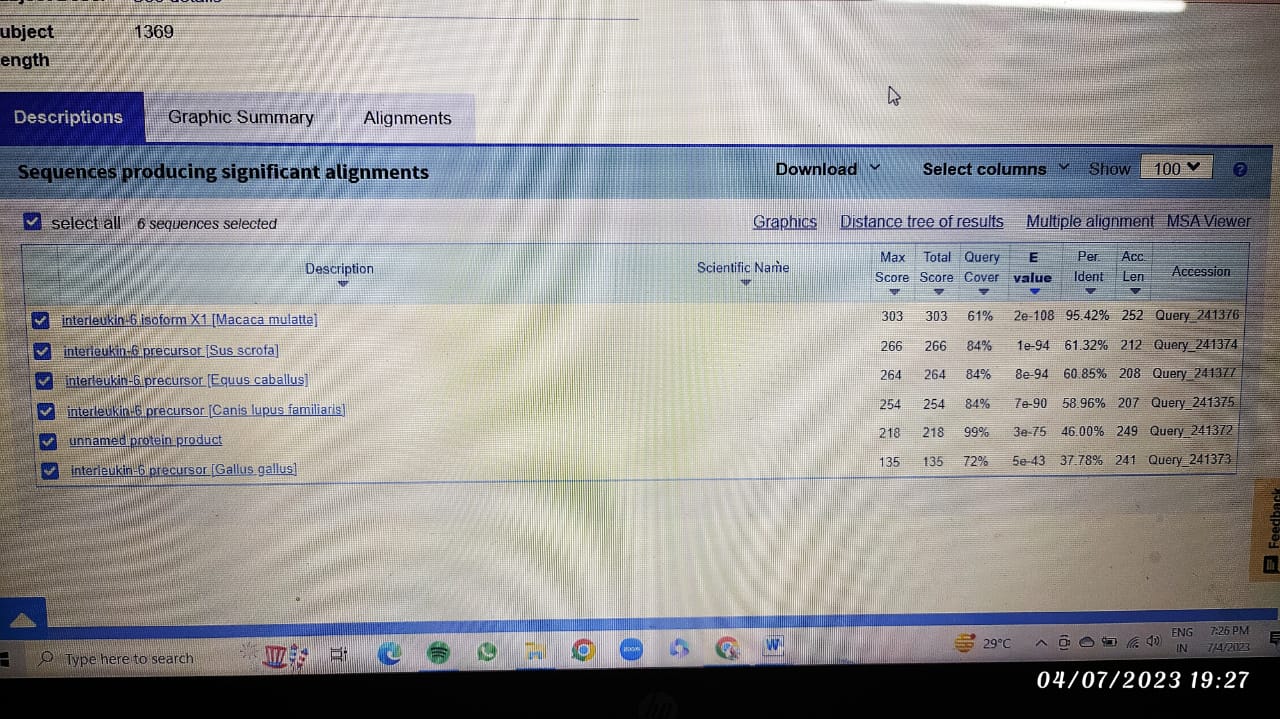 See details
ubject
1369
ength
Descriptions Graphic Summary Alignments
Sequences producing significant alignments Download Select columns Show 100
select all 6 sequences selected Graphics Distance tree of results Multiple alignment MSA Viewer
Description Scientific Name Max Score Total Score Query Cover E value Per. Ident Acc. Len Accession
interleukin-6 isoform X1 [Macaca mulatta] 303 303 61% 2e-108 95.42% 252 Query_241376
interleukin-6 precursor [Sus scrofa] 266 266 84% 1e-94 61.32% 212 Query_241374
interleukin-6 precursor [Equus caballus] 264 264 84% 8e-94 60.85% 208 Query_241377
interleukin-6 precursor [Canis lupus familiaris] 254 254 84% 7e-90 58.96% 207 Query_241375
unnamed protein product 218 218 99% 3e-75 46.00% 249 Query_241372
interleukin-6 precursor [Gallus gallus] 135 135 72% 5e-43 37.78% 241 Query_241373
Feedback
Type here to search zoom W 29°C ENG 7:26 PM
IN 7/4/2023
hp
04/07/2023 19:27